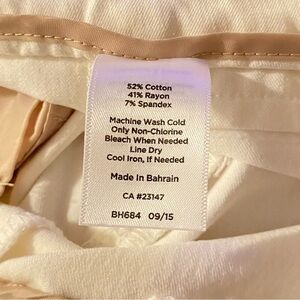 52% Cotton
41% Rayon
7% Spandex
Machine Wash Cold
Only Non-Chlorine
Bleach When Needed
Line Dry
Cool Iron, If Needed
Made In Bahrain
CA #23147
BH684 09/15